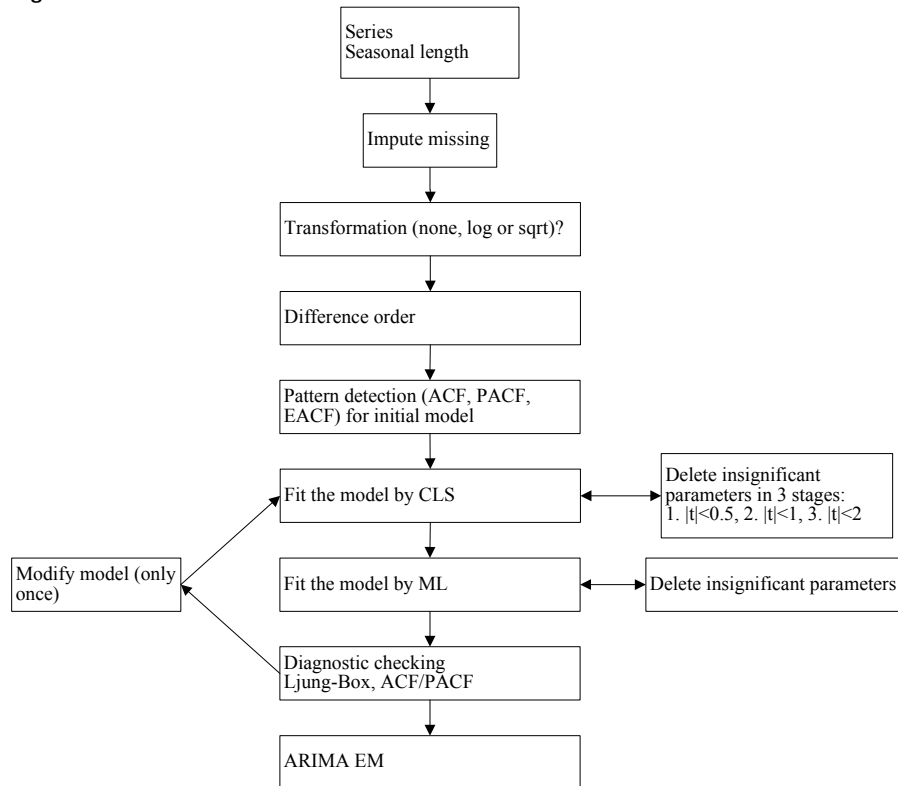 Series
Seasonal length
Impute missing
Transformation (none, log or sqrt)?
Difference order
Pattern detection (ACF, PACF,
EACF) for initial model
Fit the model by CLS
Delete insignificant
parameters in 3 stages:
1. |t|<0.5, 2. |t|<1, 3. |t|<2
Modify model (only
once)
Fit the model by ML
Delete insignificant parameters
Diagnostic checking
Ljung-Box, ACF/PACF
ARIMA EM